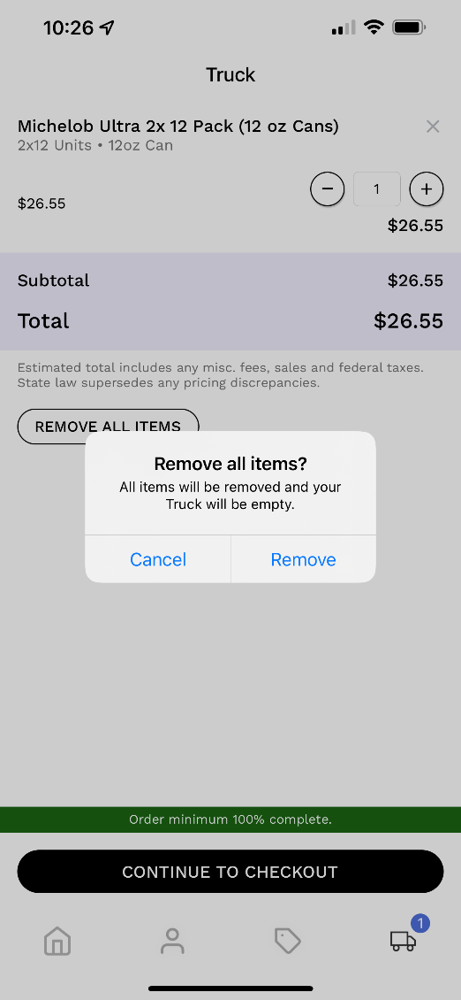 10:26
Truck
Michelob Ultra 2x 12 Pack (12 oz Cans)
2x12 Units • 12oz Can
$26.55
1
$26.55
Subtotal $26.55
Total $26.55
Estimated total includes any misc. fees, sales and federal taxes.
State law supersedes any pricing discrepancies.
REMOVE ALL ITEMS
Remove all items?
All items will be removed and your
Truck will be empty.
Cancel Remove
Order minimum 100% complete.
CONTINUE TO CHECKOUT
1